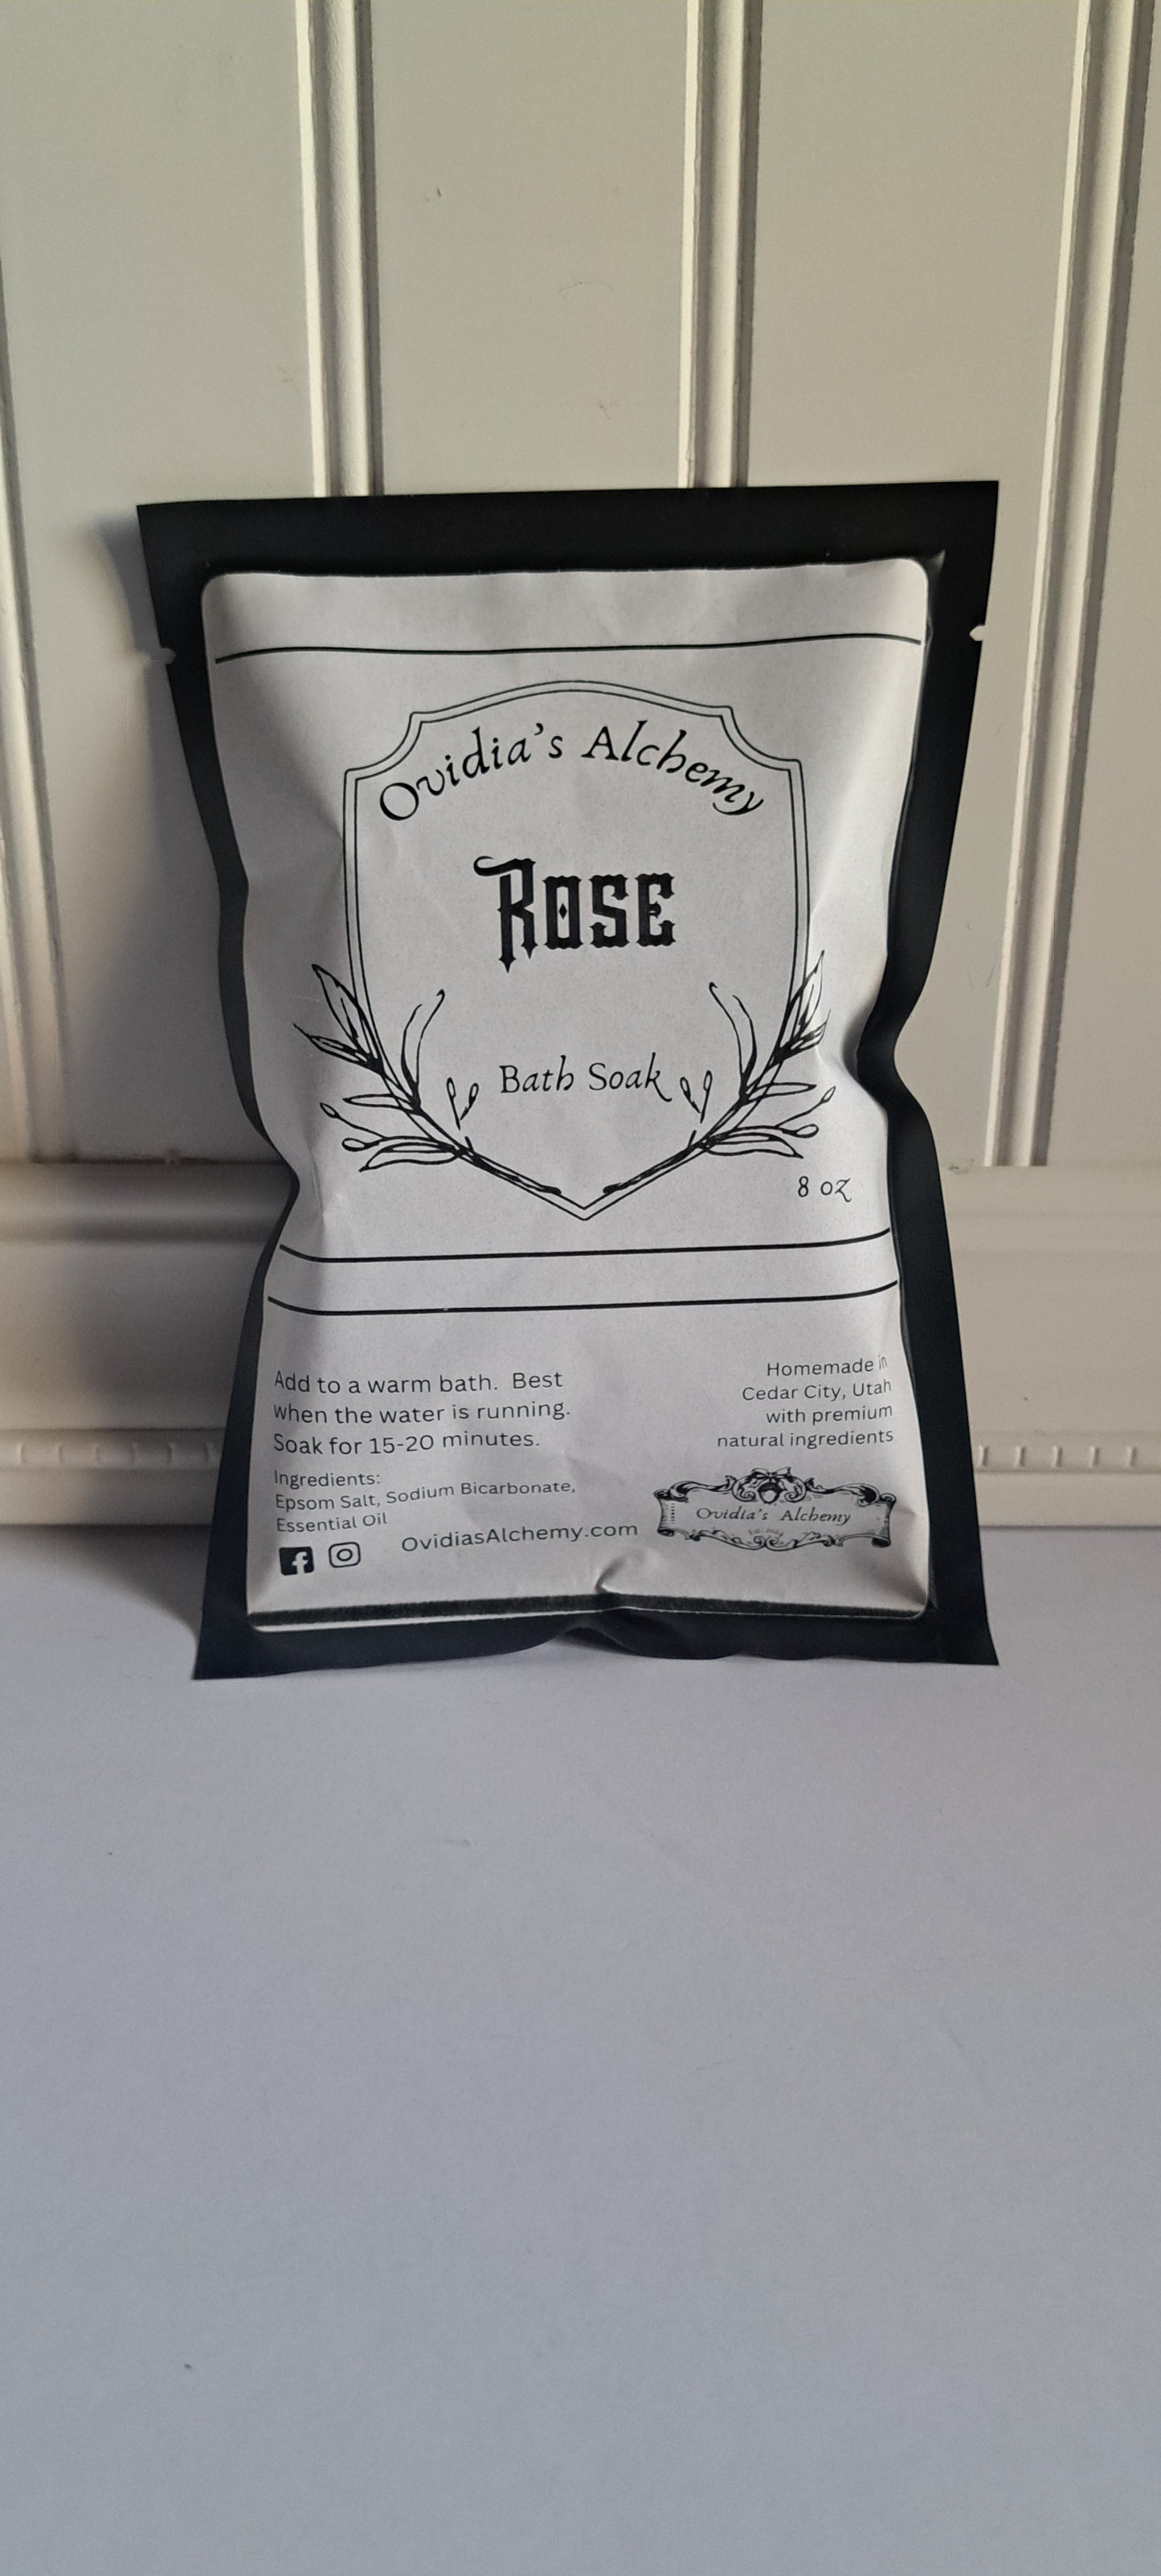 Ovidia's Alchemy
Rose
Bath Soak
8 oz
Add to a warm bath. Best
when the water is running.
Soak for 15-20 minutes.
Ingredients:
Epsom Salt, Sodium Bicarbonate,
Essential Oil
OvidiasAlchemy.com
Homemade in
Cedar City, Utah
with premium
natural ingredients
Ovidia's Alchemy